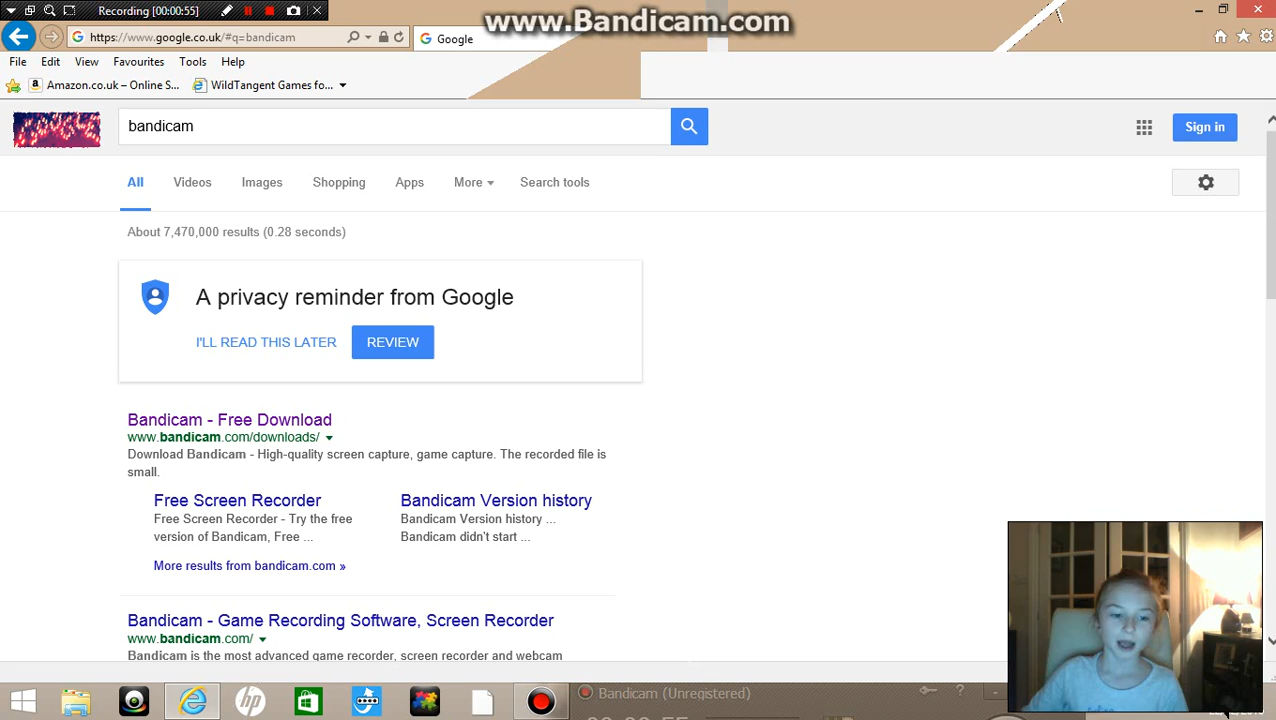 Recording [00:00:55]
www.Bandicam.com
https://www.google.co.uk/#q=bandicam
Google
File Edit View Favourites Tools Help
Amazon.co.uk – Online S...
WildTangent Games fo...
bandicam
Sign in
All Videos Images Shopping Apps More Search tools
About 7,470,000 results (0.28 seconds)
A privacy reminder from Google
I'LL READ THIS LATER REVIEW
Bandicam - Free Download
www.bandicam.com/downloads/
Download Bandicam - High-quality screen capture, game capture. The recorded file is
small.
Free Screen Recorder
Free Screen Recorder - Try the free
version of Bandicam, Free ...
Bandicam Version history
Bandicam Version history ...
Bandicam didn't start ...
More results from bandicam.com »
Bandicam - Game Recording Software, Screen Recorder
www.bandicam.com/
Bandicam is the most advanced game recorder, screen recorder and webcam
hp
Bandicam (Unregistered)
00:00:55